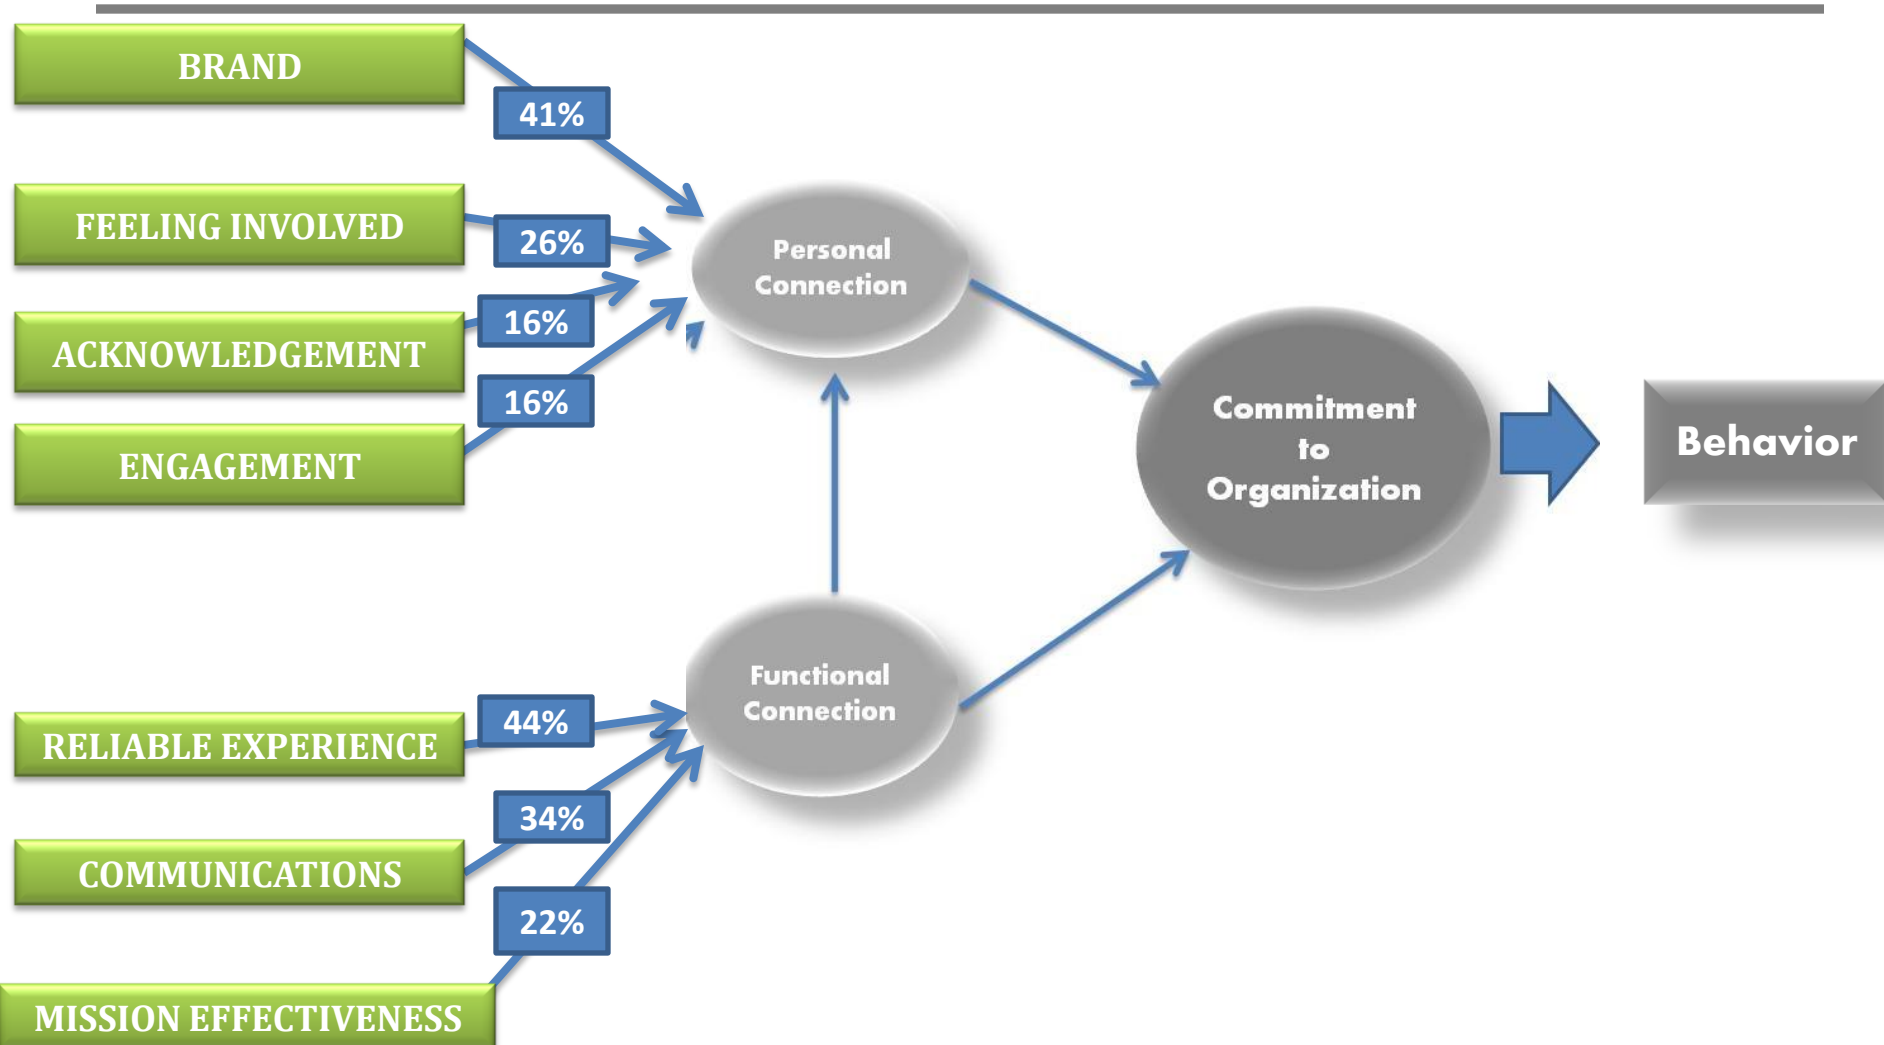 BRAND
41%
FEELING INVOLVED
26%
ACKNOWLEDGEMENT
16%
ENGAGEMENT
16%
Personal
Connection
Commitment
to
Organization
Behavior
Functional
Connection
RELIABLE EXPERIENCE
44%
COMMUNICATIONS
34%
MISSION EFFECTIVENESS
22%